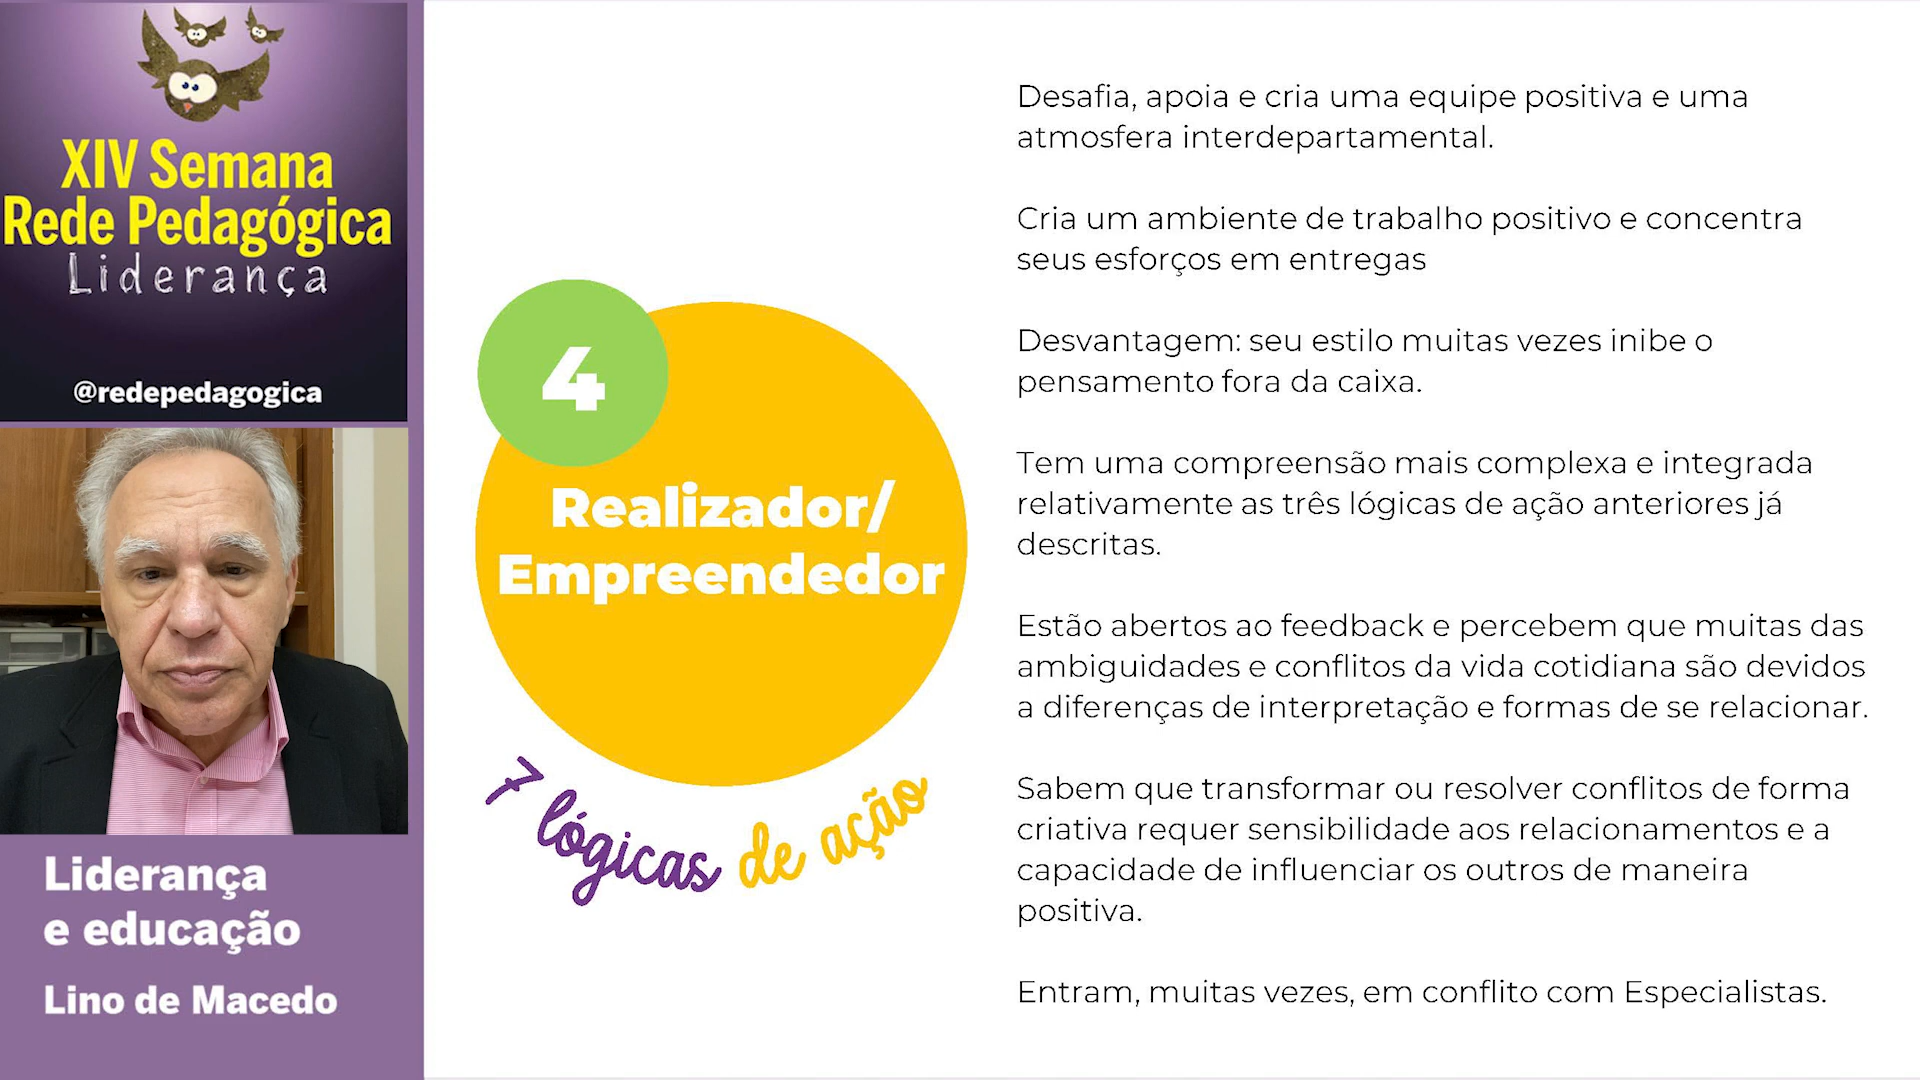 XIV Semana
Rede Pedagógica
Liderança
@redepedagogica
Liderança
e educação
Lino de Macedo
4
Realizador/
Empreendedor
7 lógicas de ação
Desafia, apoia e cria uma equipe positiva e uma
atmosfera interdepartamental.
Cria um ambiente de trabalho positivo e concentra
seus esforços em entregas
Desvantagem: seu estilo muitas vezes inibe o
pensamento fora da caixa.
Tem uma compreensão mais complexa e integrada
relativamente as três lógicas de ação anteriores já
descritas.
Estão abertos ao feedback e percebem que muitas das
ambiguidades e conflitos da vida cotidiana são devidos
a diferenças de interpretação e formas de se relacionar.
Sabem que transformar ou resolver conflitos de forma
criativa requer sensibilidade aos relacionamentos e a
capacidade de influenciar os outros de maneira
positiva.
Entram, muitas vezes, em conflito com Especialistas.